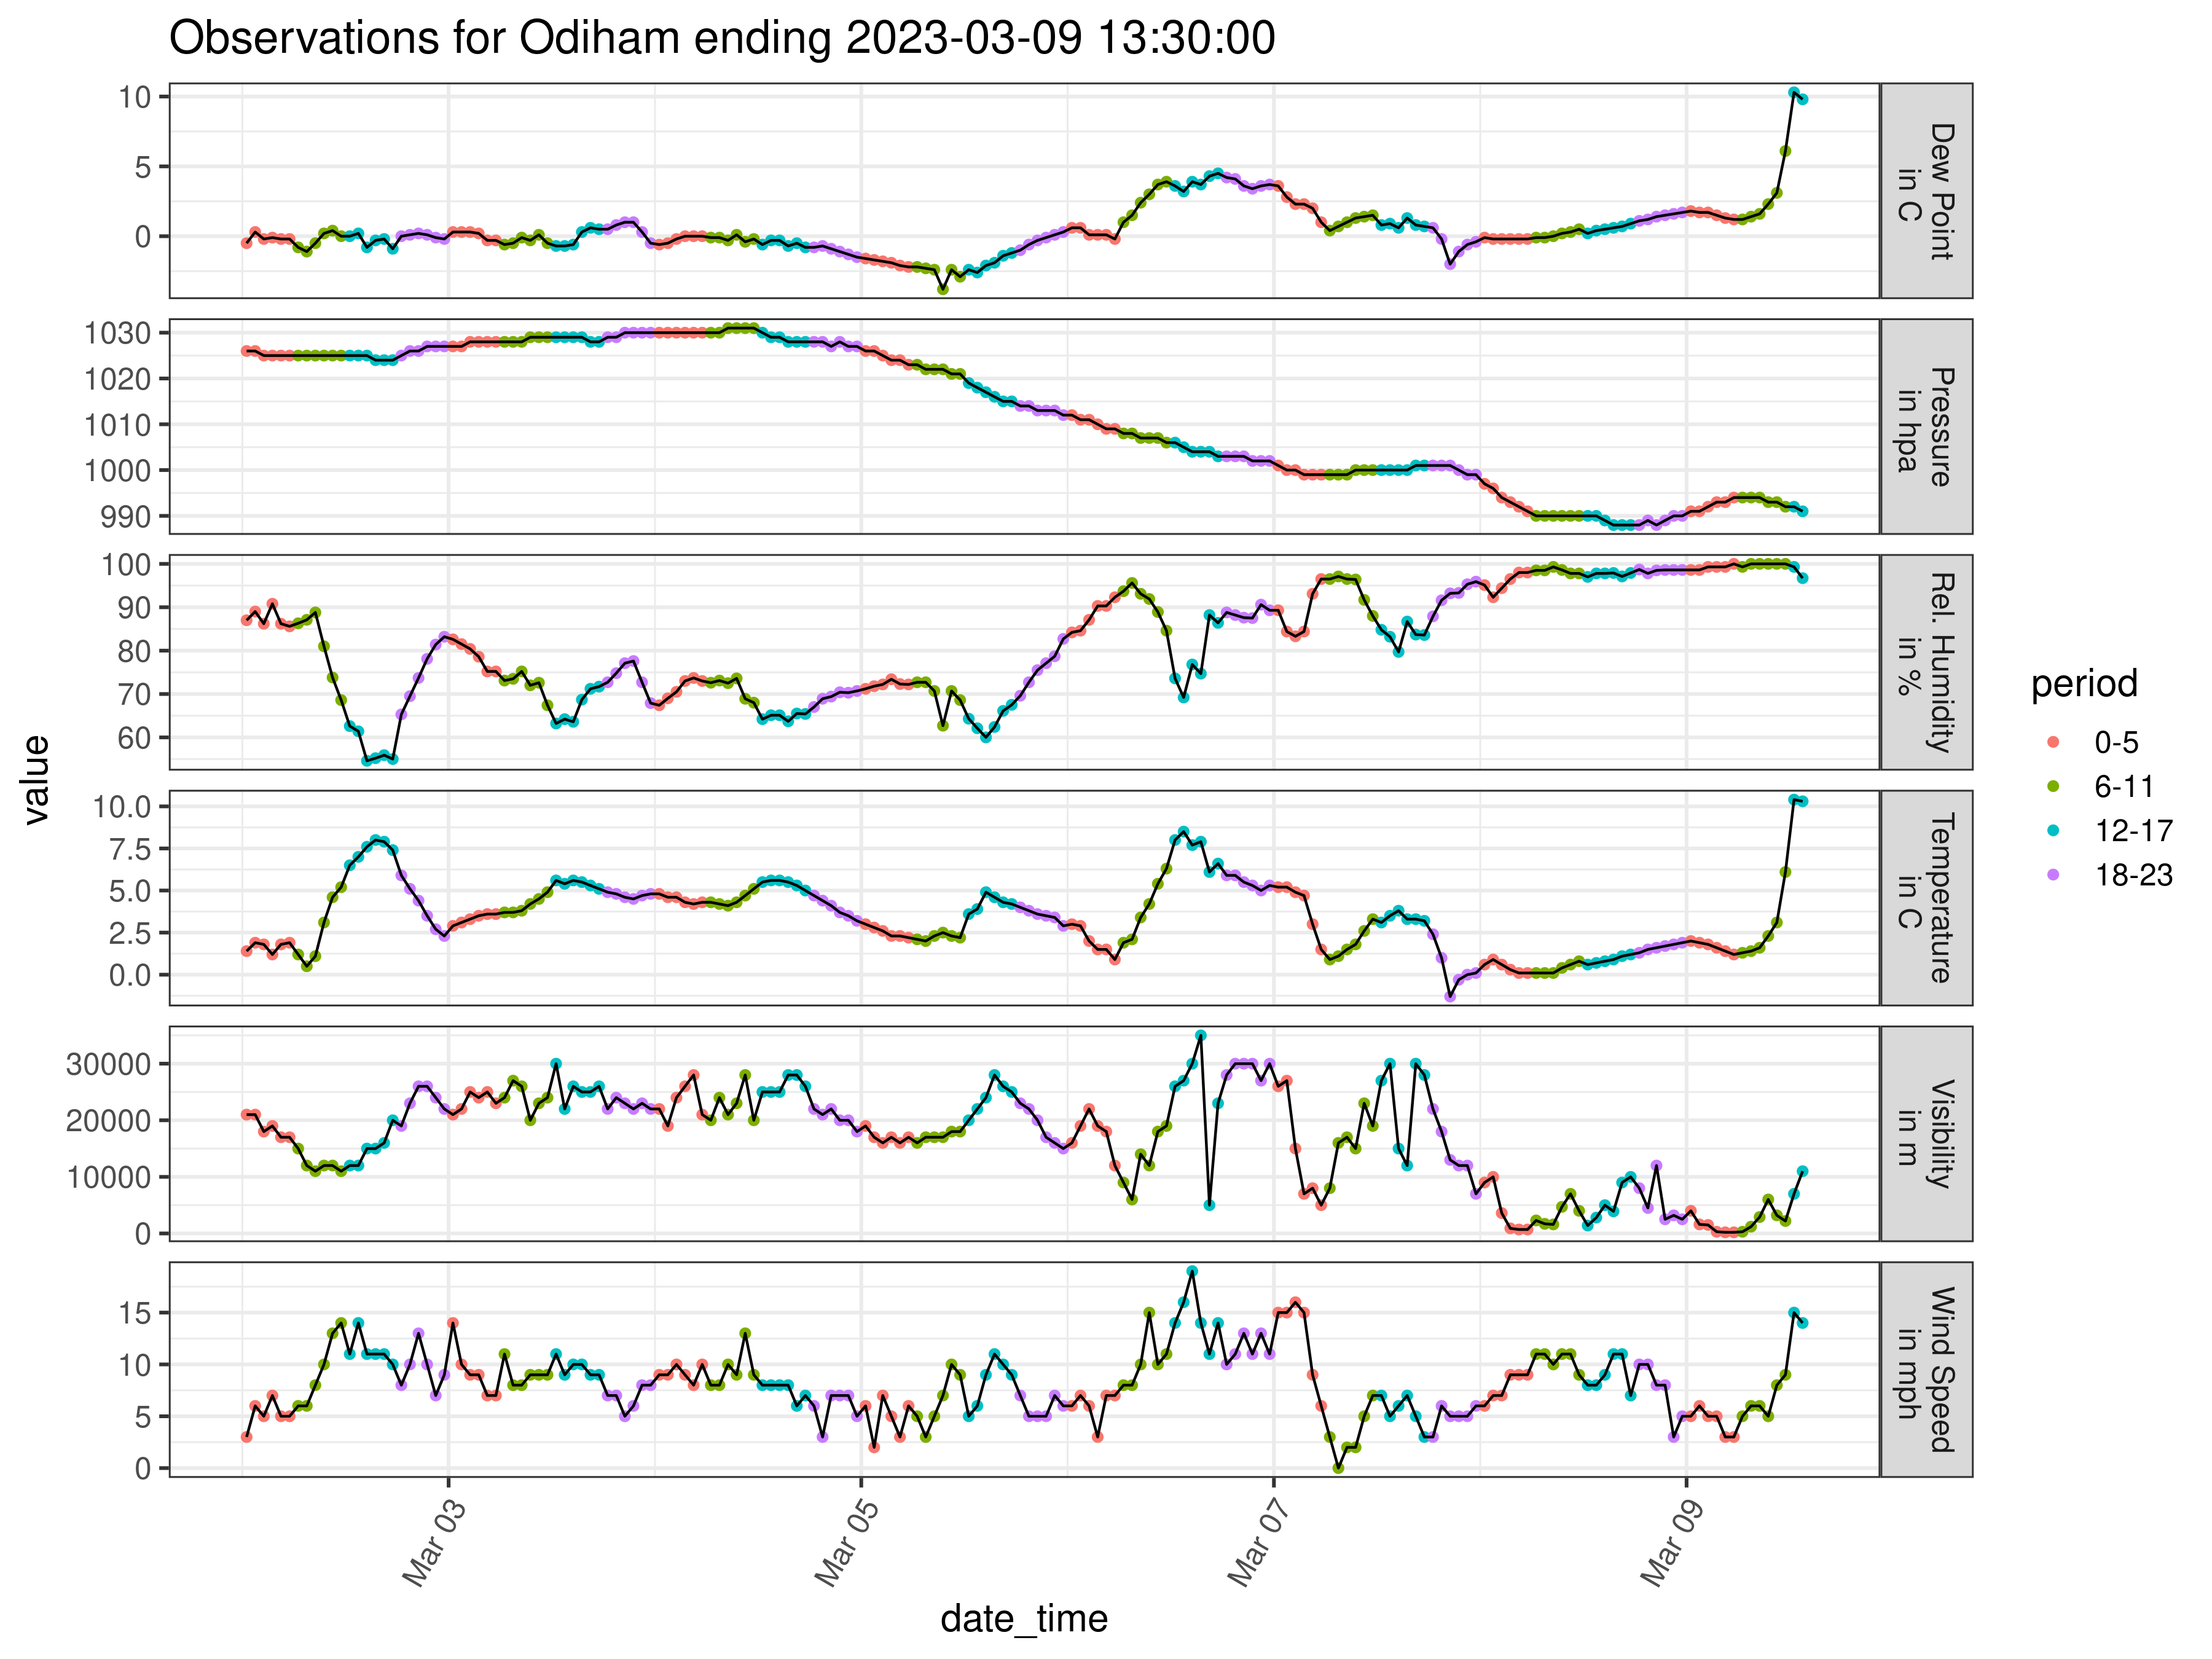 Observations for Odiham ending 2023-03-09 13:30:00
10
5
0
Dew Point
in C
1030
1020
1010
1000
990
Pressure
in hpa
100
90
80
70
60
Rel. Humidity
in %
10.0
7.5
5.0
2.5
0.0
Temperature
in C
30000
20000
10000
0
Visibility
in m
15
10
5
0
Wind Speed
in mph
value
Mar 03
Mar 05
Mar 07
Mar 09
date_time
period
0-5
6-11
12-17
18-23